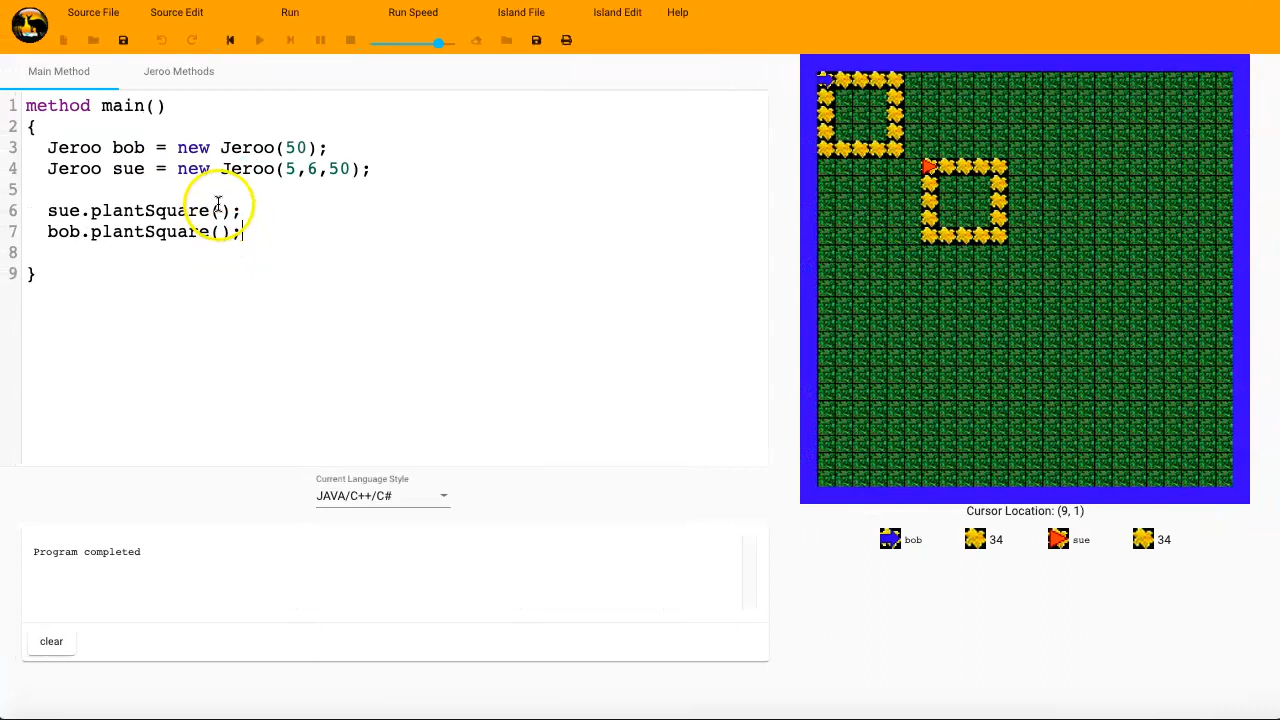 Source File Source Edit Run Run Speed Island File Island Edit Help
Main Method Jeroo Methods
1 method main()
2 {
3 Jeroo bob = new Jeroo(50);
4 Jeroo sue = new Jeroo(5,6,50);
5
6 sue.plantSquare();
7 bob.plantSquare();
8
9 }
Current Language Style
JAVA/C++/C#
Cursor Location: (9, 1)
bob 34 sue 34
Program completed
clear